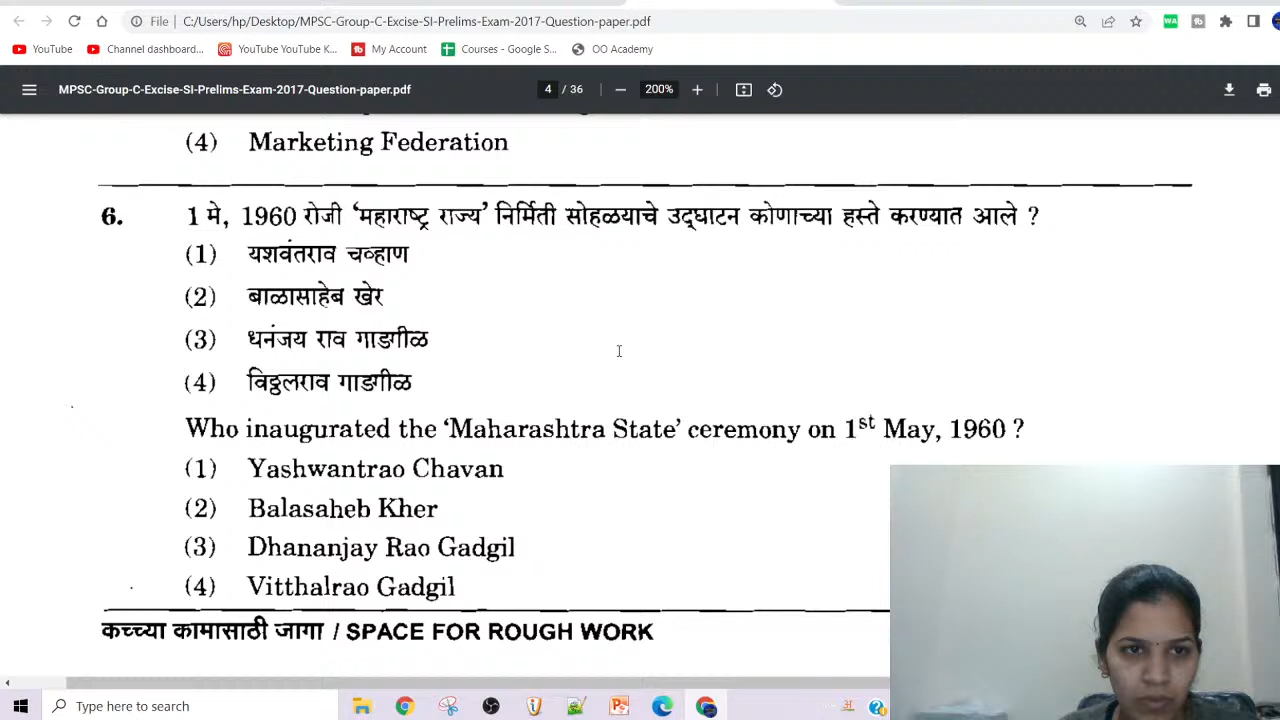 File C:/Users/hp/Desktop/MPSC-Group-C-Excise-SI-Prelims-Exam-2017-Question-paper.pdf
YouTube Channel dashboard... YouTube YouTube K... My Account Courses - Google S... OO Academy
MPSC-Group-C-Excise-SI-Prelims-Exam-2017-Question-paper.pdf 4 / 36 200%
(4) Marketing Federation
6. 1 मे, 1960 रोजी ‘महाराष्ट्र राज्य’ निर्मिती सोहळयाचे उद्‌घाटन कोणाच्या हस्ते करण्यात आले ?
(1) यशवंतराव चव्हाण
(2) बाळासाहेब खेर
(3) धनंजय राव गाडगीळ
(4) विठ्ठलराव गाडगीळ
Who inaugurated the ‘Maharashtra State’ ceremony on 1st May, 1960 ?
(1) Yashwantrao Chavan
(2) Balasaheb Kher
(3) Dhananjay Rao Gadgil
(4) Vitthalrao Gadgil
कच्च्या कामासाठी जागा / SPACE FOR ROUGH WORK
Type here to search